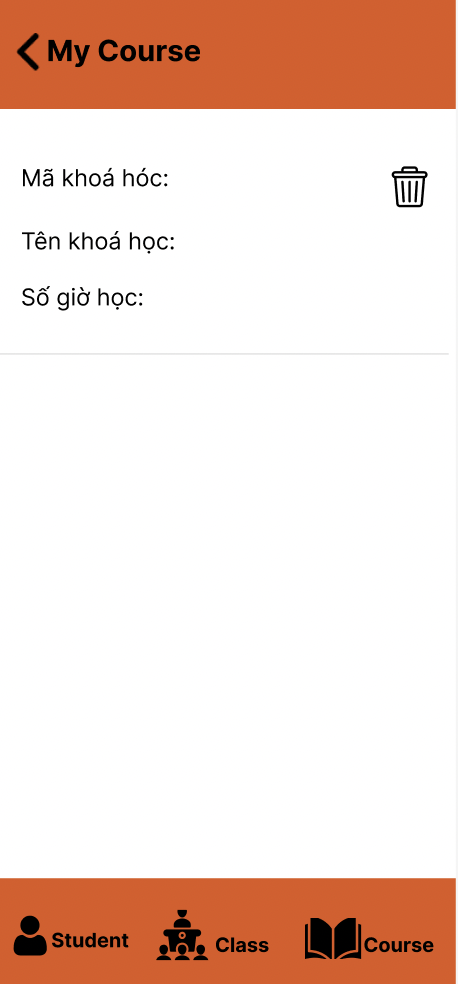 My Course
Mã khoá hóc:
Tên khoá học:
Số giờ học:
Student
Class
Course